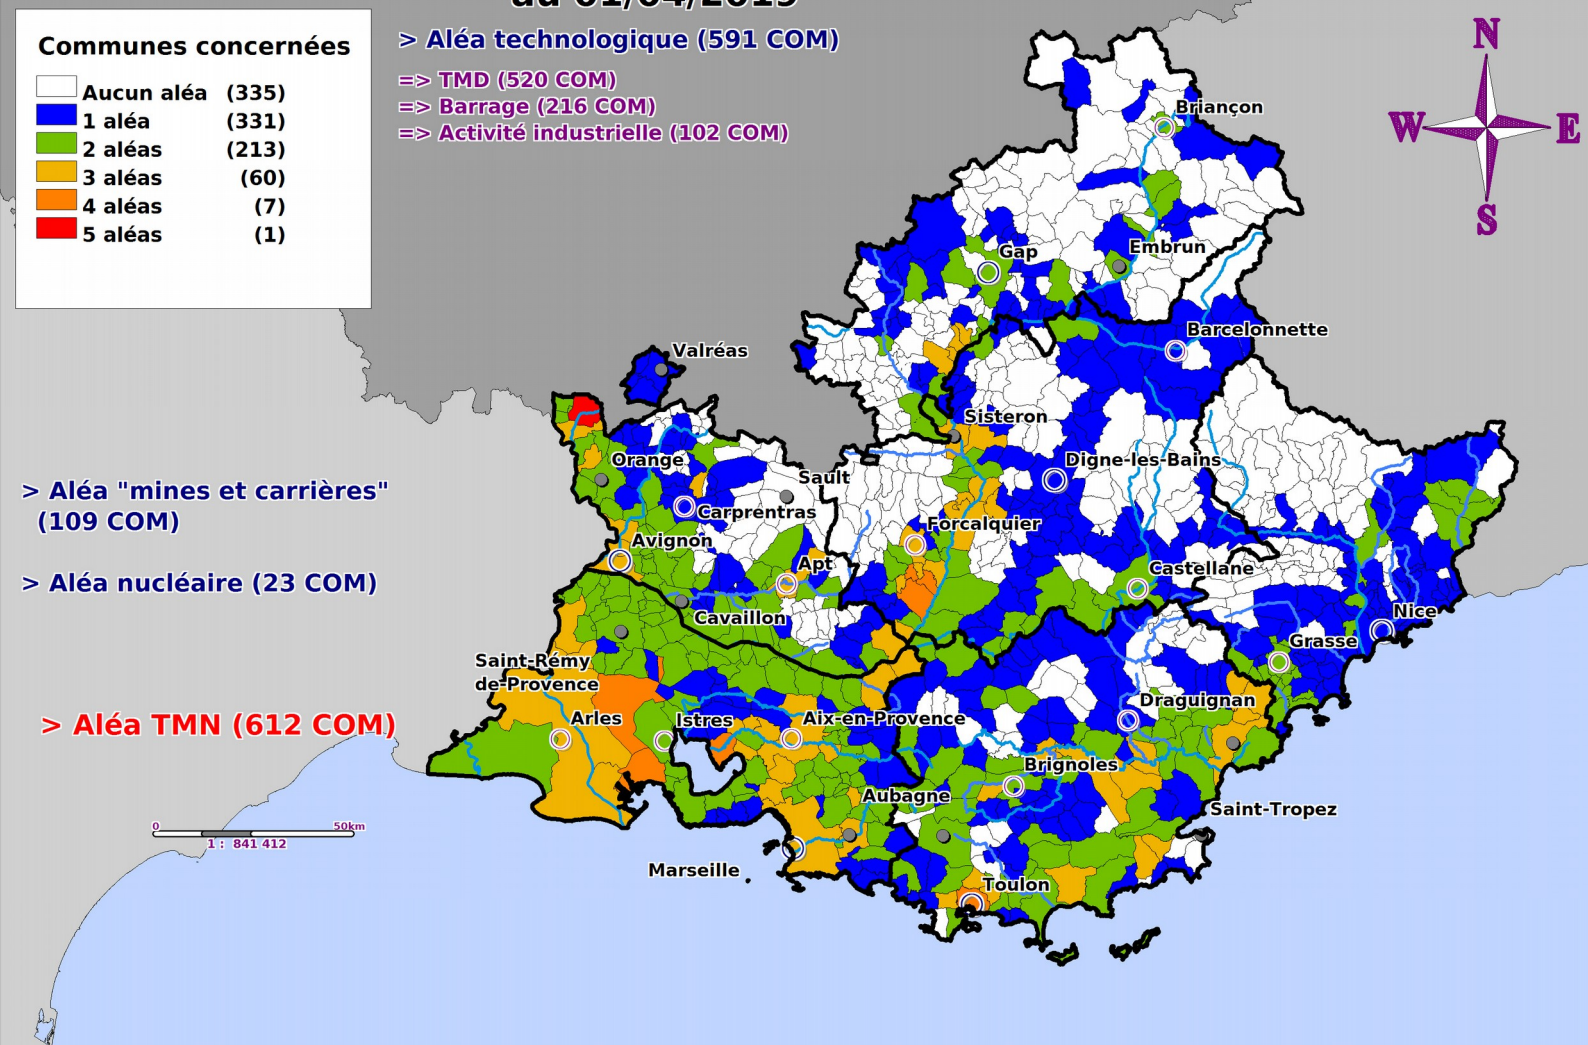 au 01/04/2019
Communes concernées
Aucun aléa (335)
1 aléa (331)
2 aléas (213)
3 aléas (60)
4 aléas (7)
5 aléas (1)
> Aléa technologique (591 COM)
=> TMD (520 COM)
=> Barrage (216 COM)
=> Activité industrielle (102 COM)
N
W E
S
Briançon
Gap
Embrun
Barcelonnette
Valréas
Sisteron
Orange
Sault
Digne-les-Bains
Carprentras
Forcalquier
Avignon
Apt
Castellane
Cavaillon
Nice
Grasse
Saint-Rémy
de-Provence
Draguignan
Arles
Istres
Aix-en-Provence
Brignoles
Aubagne
Saint-Tropez
Marseille
Toulon
> Aléa "mines et carrières"
(109 COM)
> Aléa nucléaire (23 COM)
> Aléa TMN (612 COM)
0 50km
1 : 841 412